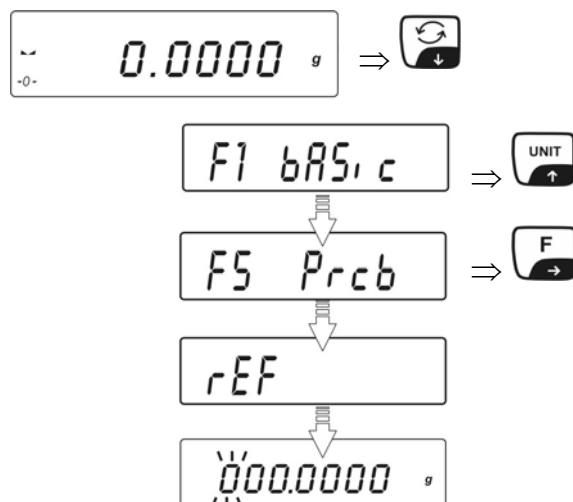 0.0000 g
-0-
F1 bASic
UNIT
F5 Prcb
F
rEF
000.0000 g